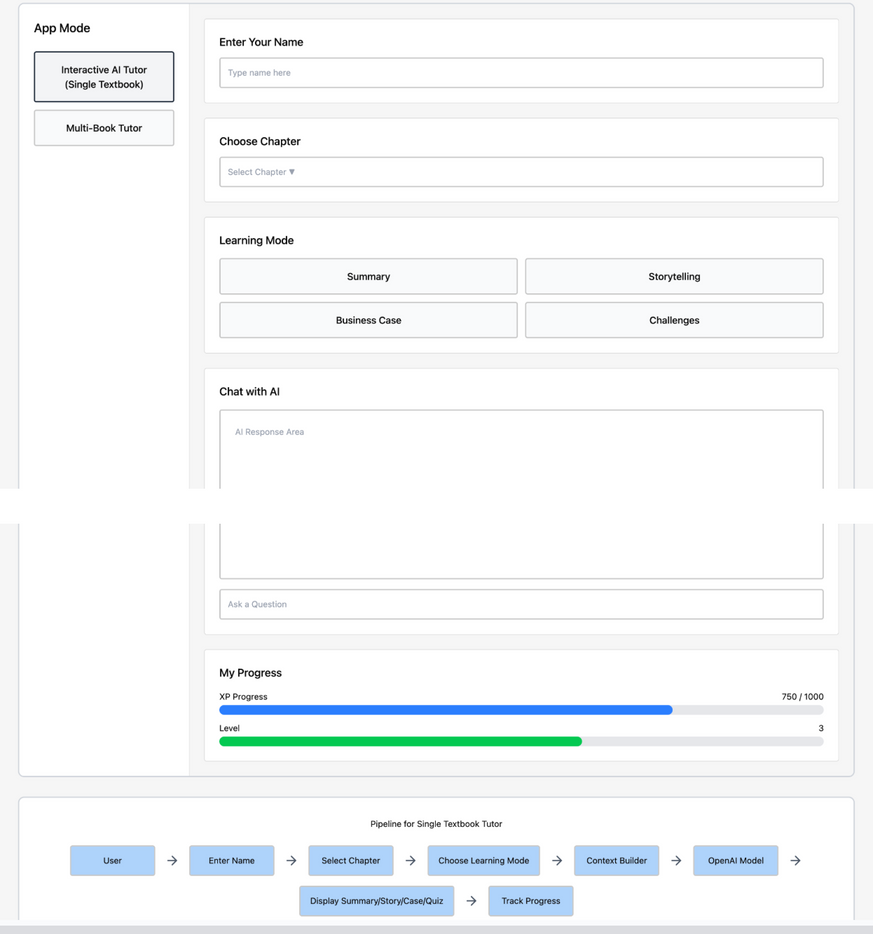 App Mode
Interactive AI Tutor
(Single Textbook)
Multi-Book Tutor
Enter Your Name
Type name here
Choose Chapter
Select Chapter ▼
Learning Mode
Summary
Storytelling
Business Case
Challenges
Chat with AI
AI Response Area
Ask a Question
My Progress
XP Progress
750 / 1000
Level
3
Pipeline for Single Textbook Tutor
User → Enter Name → Select Chapter → Choose Learning Mode → Context Builder → OpenAI Model →
Display Summary/Story/Case/Quiz → Track Progress